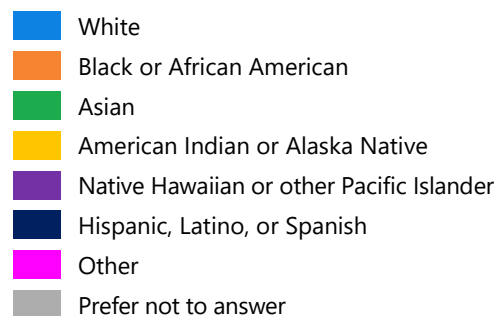 White
Black or African American
Asian
American Indian or Alaska Native
Native Hawaiian or other Pacific Islander
Hispanic, Latino, or Spanish
Other
Prefer not to answer